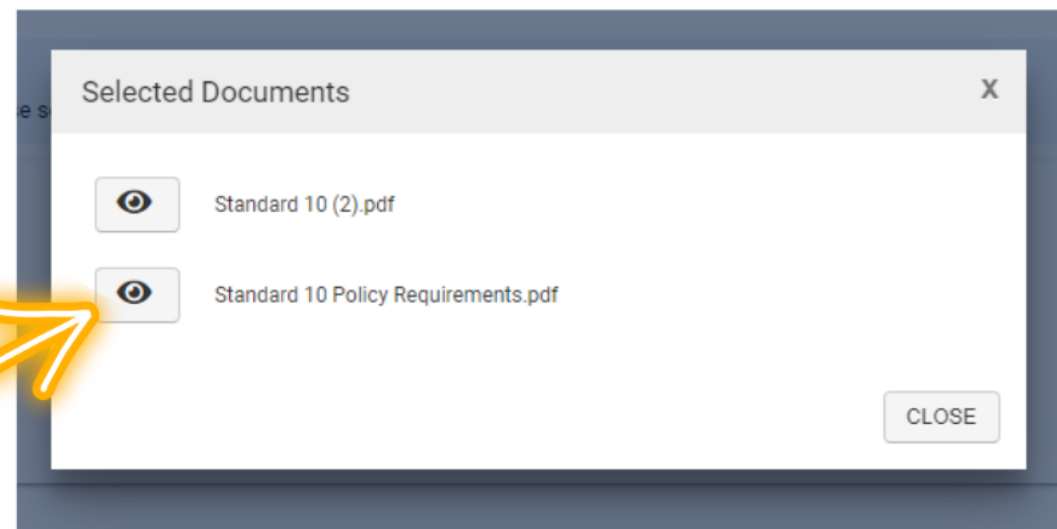 Selected Documents X
e s
Standard 10 (2).pdf
Standard 10 Policy Requirements.pdf
CLOSE